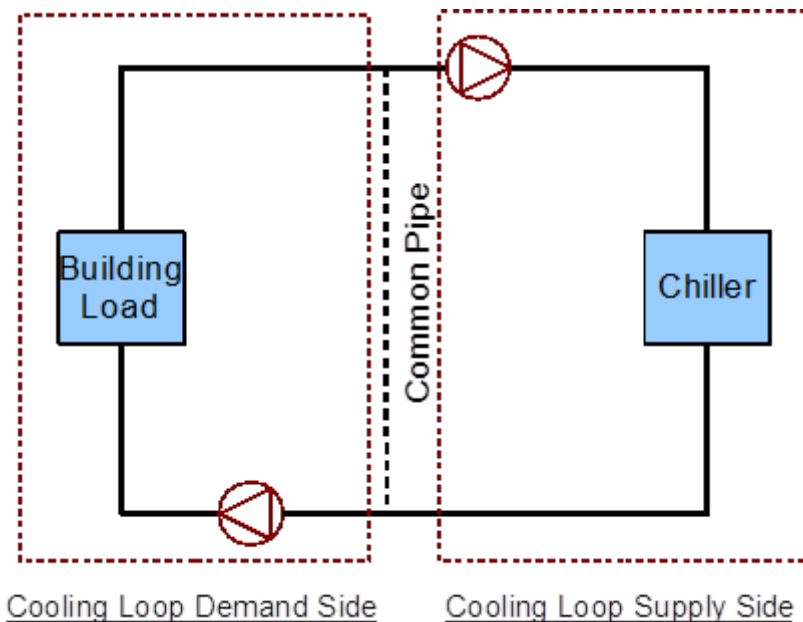 Building
Load
Common Pipe
Chiller
Cooling Loop Demand Side
Cooling Loop Supply Side